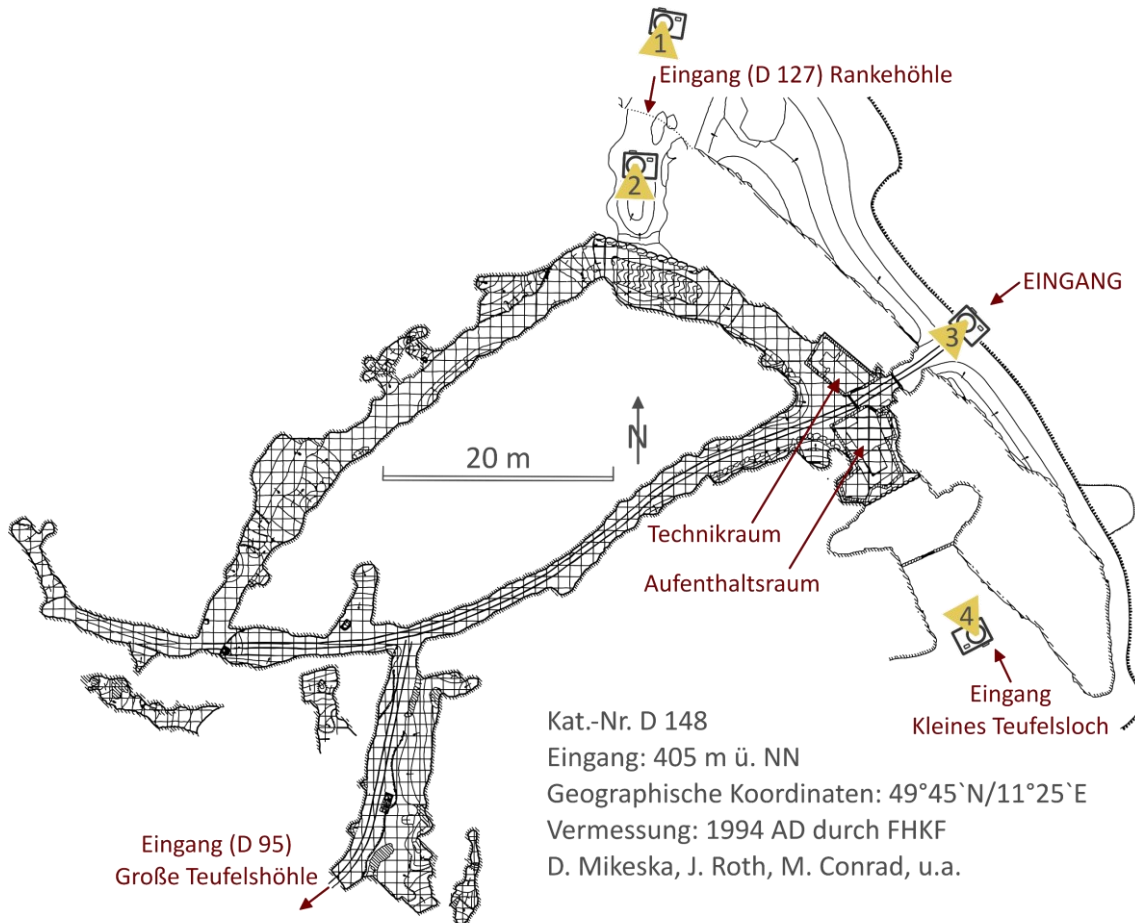 1
Eingang (D 127) Rankehöhle
2
EINGANG
3
N
20 m
Technikraum
Aufenthaltsraum
4
Eingang
Kleines Teufelsloch
Kat.-Nr. D 148
Eingang: 405 m ü. NN
Geographische Koordinaten: 49°45`N/11°25`E
Vermessung: 1994 AD durch FHKF
D. Mikeska, J. Roth, M. Conrad, u.a.
Eingang (D 95)
Große Teufelshöhle